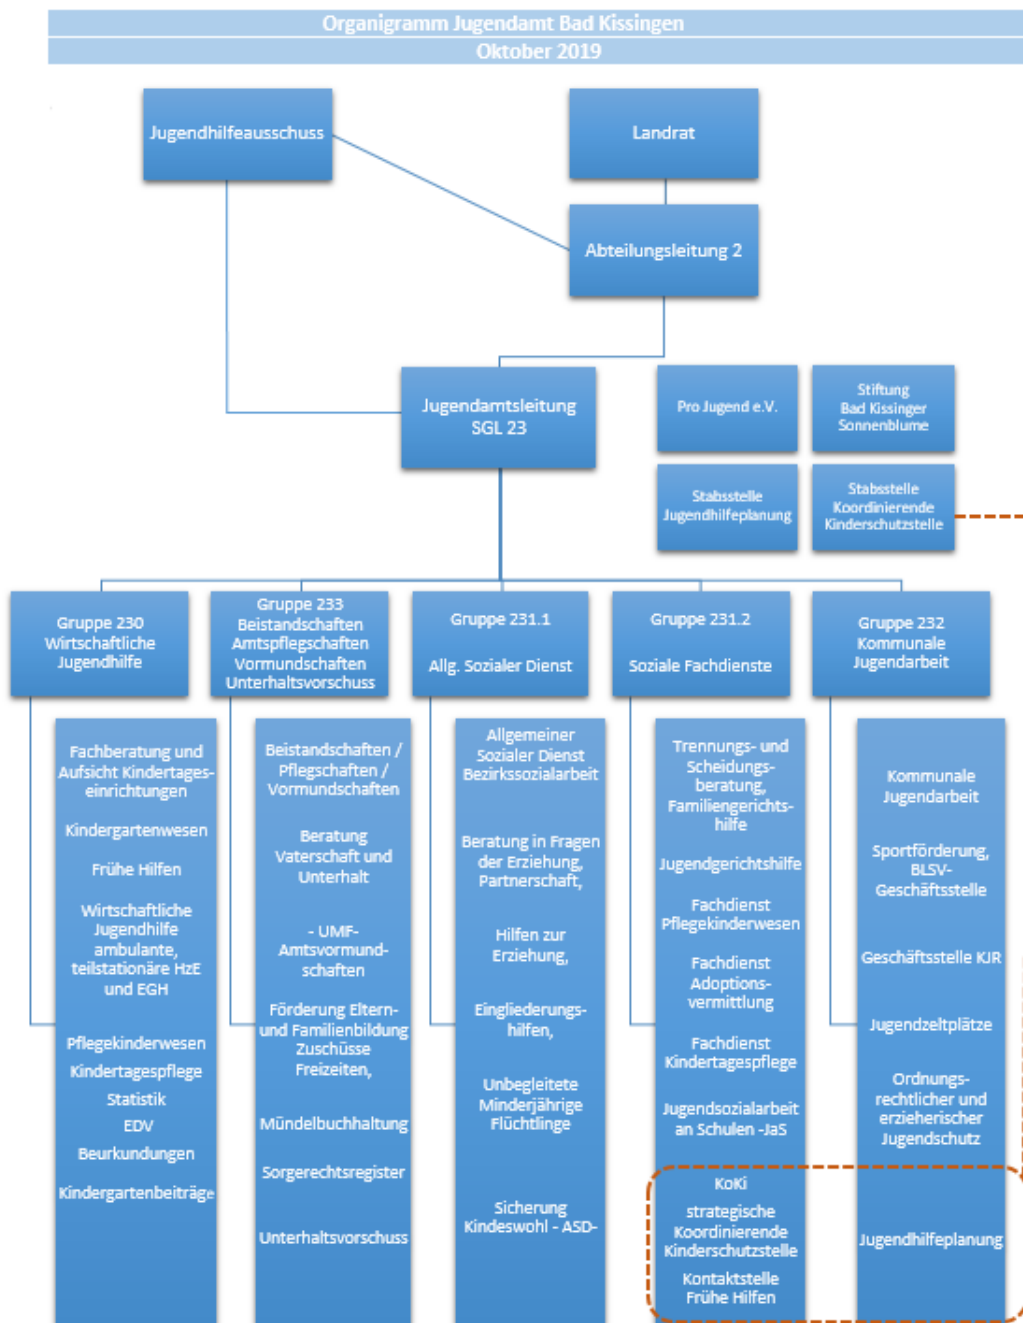 Organigramm Jugendamt Bad Kissingen
Oktober 2019
Jugendhilfeausschuss
Landrat
Abteilungsleitung 2
Jugendamtsleitung
SGL 23
Pro Jugend e.V.
Stiftung
Bad Kissinger
Sonnenblume
Stabsstelle
Jugendhilfeplanung
Stabsstelle
Koordinierende
Kinderschutzstelle
Gruppe 230
Wirtschaftliche
Jugendhilfe
Gruppe 233
Beistandschaften
Amtspflegschaften
Vormundschaften
Unterhaltsvorschuss
Gruppe 231.1
Allg. Sozialer Dienst
Gruppe 231.2
Soziale Fachdienste
Gruppe 232
Kommunale
Jugendarbeit
Fachberatung und
Aufsicht Kindertages-
einrichtungen
Kindergartenwesen
Frühe Hilfen
Wirtschaftliche
Jugendhilfe
ambulante,
teilstationäre HzE
und EGH
Pflegekinderwesen
Kindertagespflege
Statistik
EDV
Beurkundungen
Kindergartenbeiträge
Beistandschaften /
Pflegschaften /
Vormundschaften
Beratung
Vaterschaft und
Unterhalt
- UMF-
Amtsvormund-
schaften
Förderung Eltern-
und Familienbildung
Zuschüsse
Freizeiten,
Mündelbuchhaltung
Sorgerechtsregister
Unterhaltsvorschuss
Allgemeiner
Sozialer Dienst
Bezirkssozialarbeit
Beratung in Fragen
der Erziehung,
Partnerschaft,
Hilfen zur
Erziehung,
Eingliederungs-
hilfen,
Unbegleitete
Minderjährige
Flüchtlinge
Sicherung
Kindeswohl - ASD-
Trennungs- und
Scheidungs-
beratung,
Familiengerichts-
hilfe
Jugendgerichtshilfe
Fachdienst
Pflegekinderwesen
Fachdienst
Adoptions-
vermittlung
Fachdienst
Kindertagespflege
Jugendsozialarbeit
an Schulen -JaS
KoKi
strategische
Koordinierende
Kinderschutzstelle
Kontaktstelle
Frühe Hilfen
Kommunale
Jugendarbeit
Sportförderung,
BLSV-
Geschäftsstelle
Geschäftsstelle KJR
Jugendzeltplätze
Ordnungs-
rechtlicher und
erzieherischer
Jugendschutz
Jugendhilfeplanung